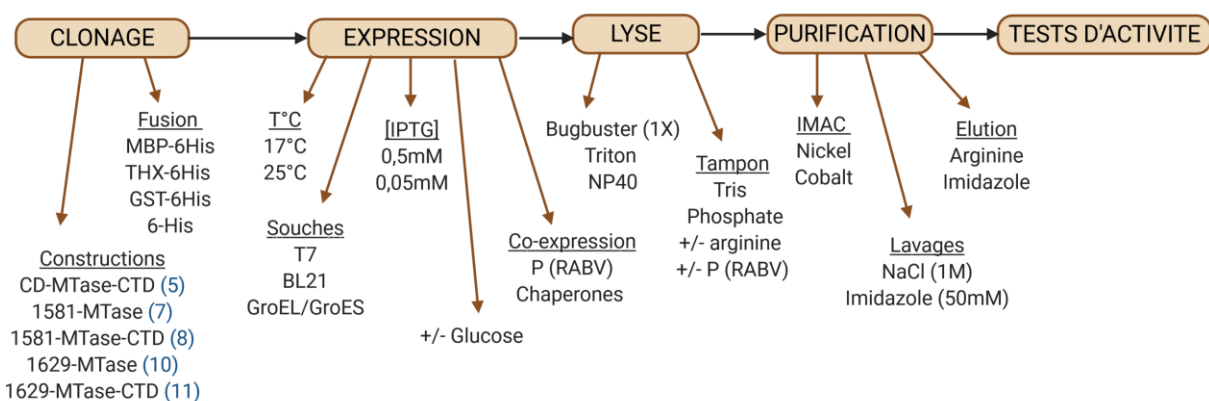 CLONAGE
EXPRESSION
LYSE
PURIFICATION
TESTS D'ACTIVITE
Fusion
MBP-6His
THX-6His
GST-6His
6-His
Constructions
CD-MTase-CTD (5)
1581-MTase (7)
1581-MTase-CTD (8)
1629-MTase (10)
1629-MTase-CTD (11)
T°C
17°C
25°C
Souches
T7
BL21
GroEL/GroES
[IPTG]
0,5mM
0,05mM
+/- Glucose
Co-expression
P (RABV)
Chaperones
Bugbuster (1X)
Triton
NP40
Tampon
Tris
Phosphate
+/- arginine
+/- P (RABV)
IMAC
Nickel
Cobalt
Lavages
NaCl (1M)
Imidazole (50mM)
Elution
Arginine
Imidazole